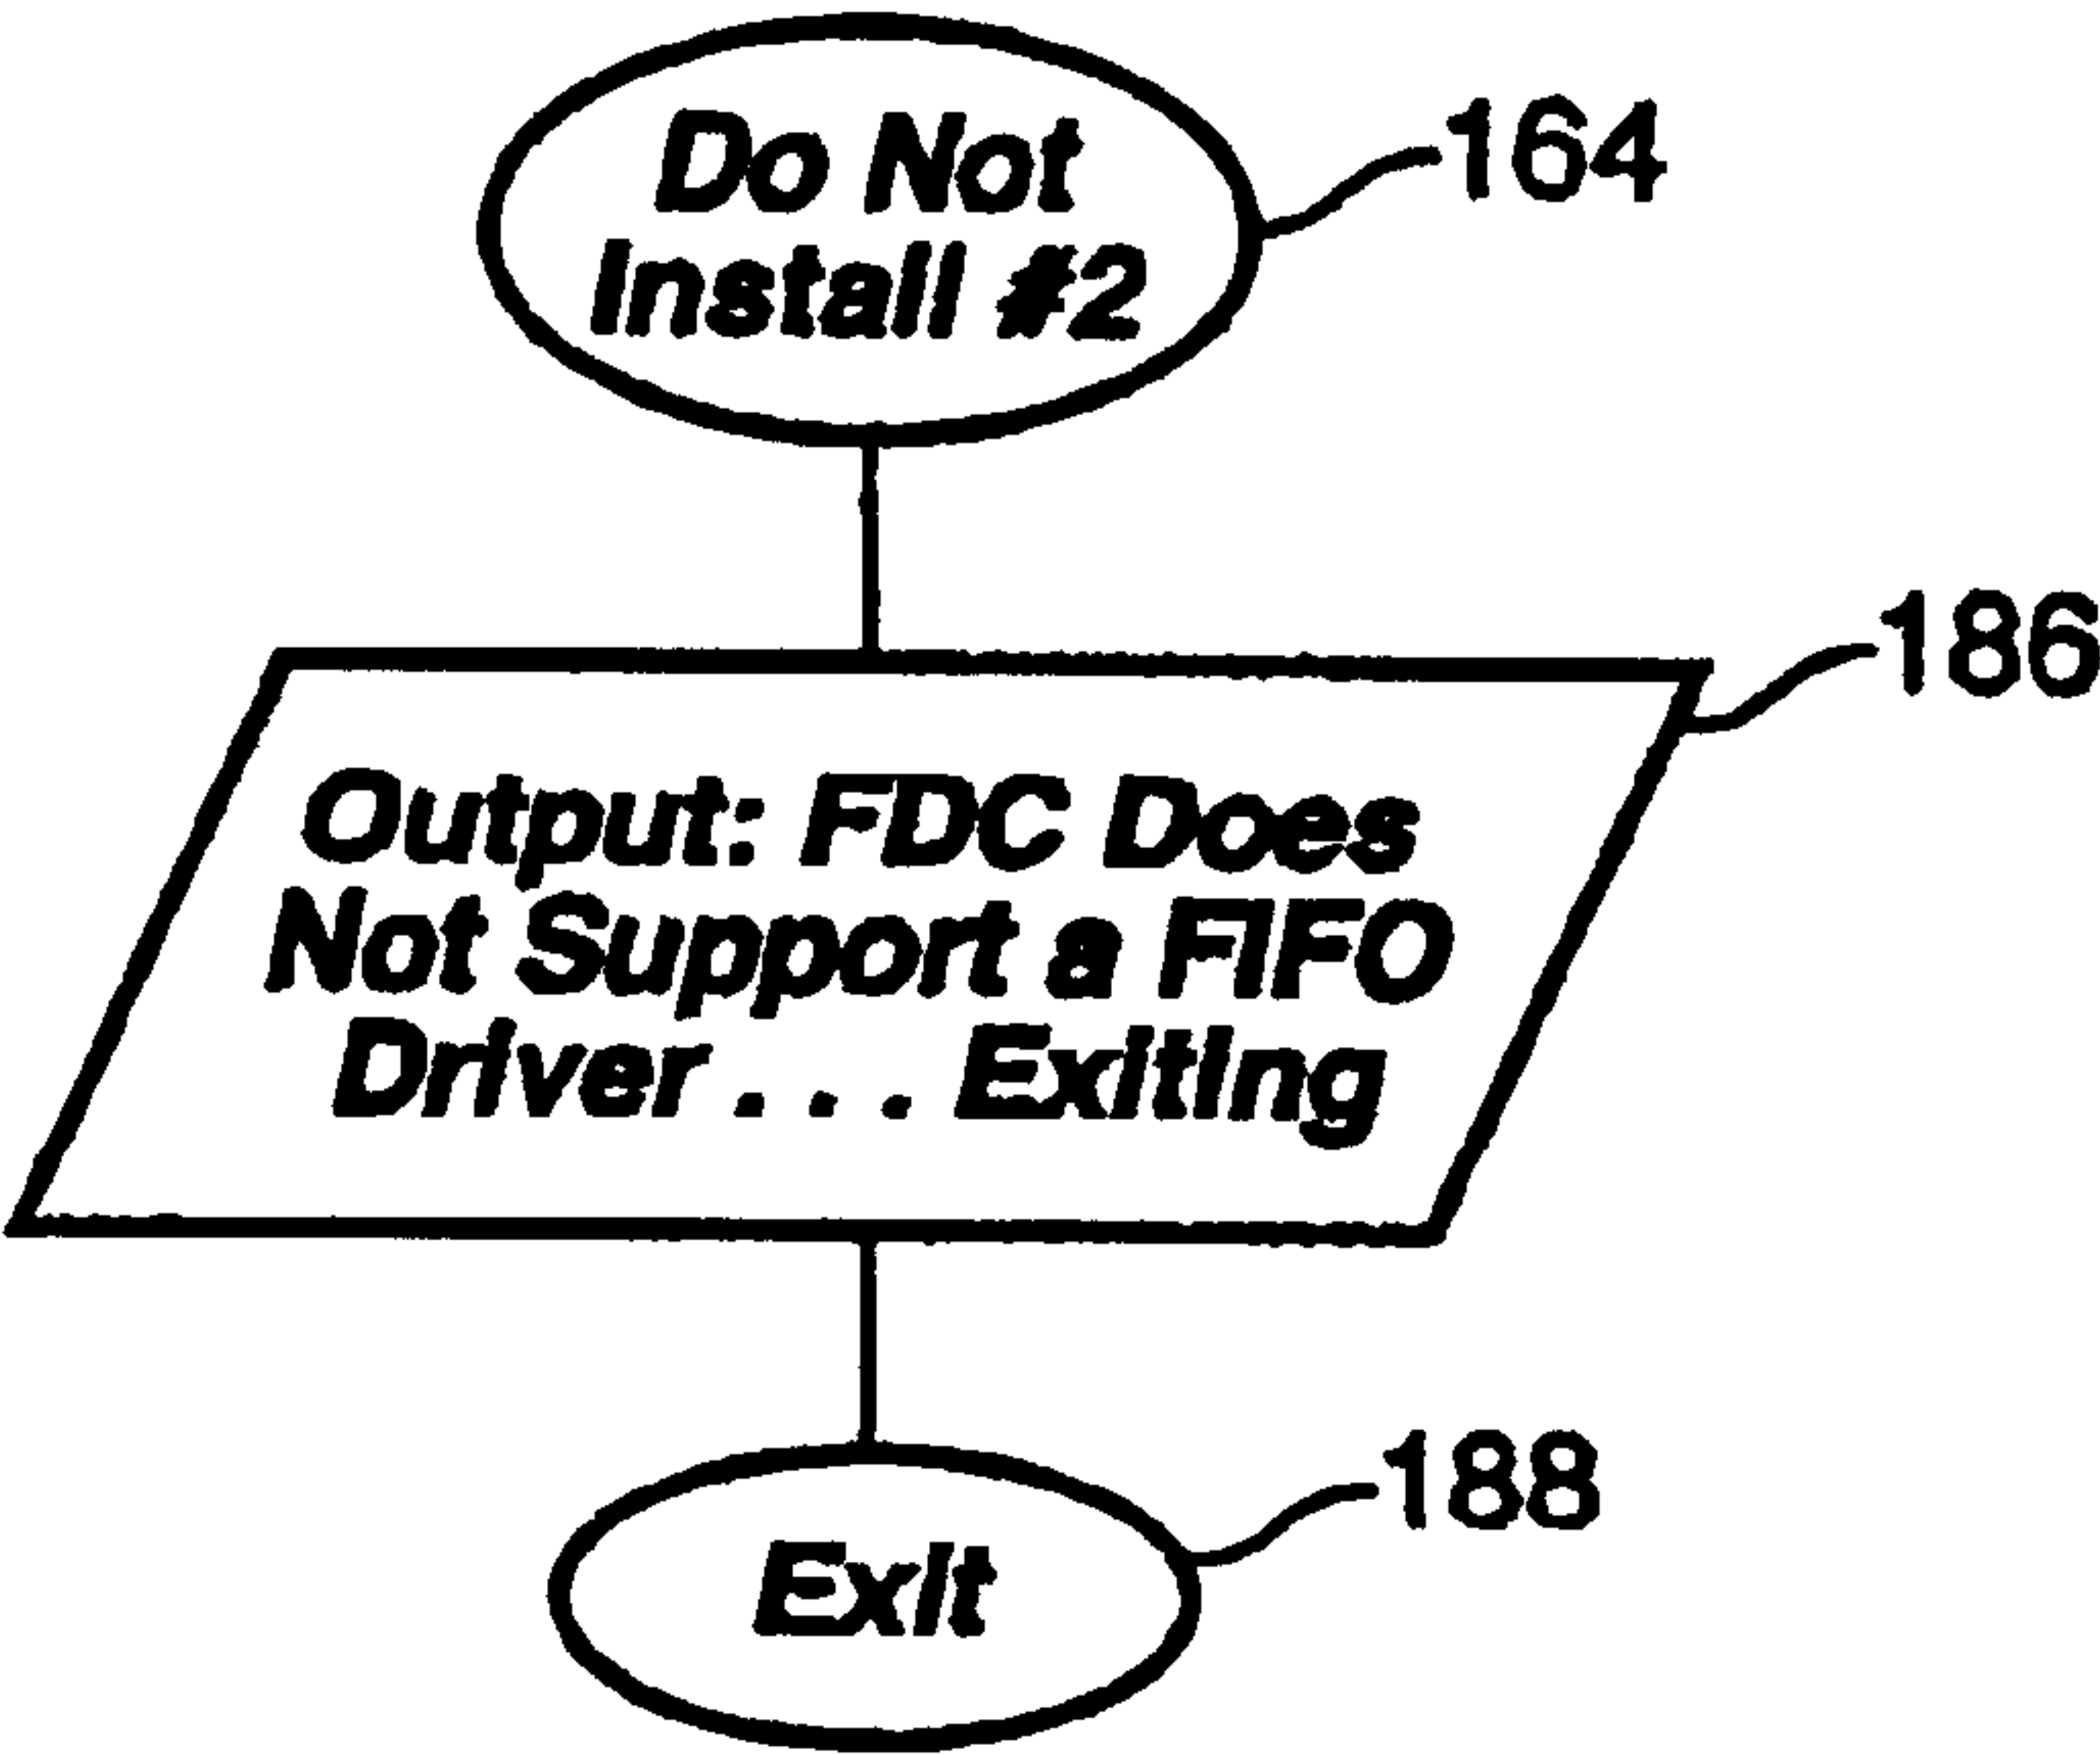 Do Not
Install #2
164
186
Output: FDC Does
Not Support a FIFO
Driver . . . Exiting
188
Exit